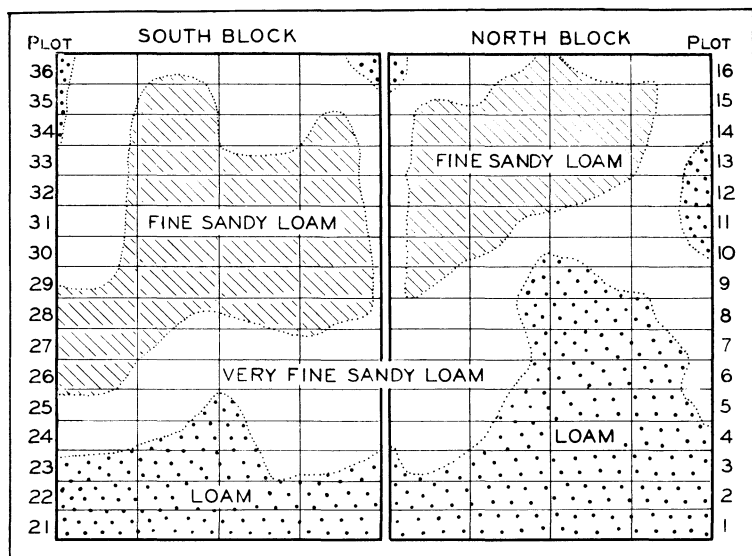 PLOT SOUTH BLOCK NORTH BLOCK PLOT
36 16
35 15
34 14
33 FINE SANDY LOAM 13
32 12
31 FINE SANDY LOAM 11
30 10
29 9
28 8
27 7
26 VERY FINE SANDY LOAM 6
25 5
24 LOAM 4
23 3
22 LOAM 2
21 1